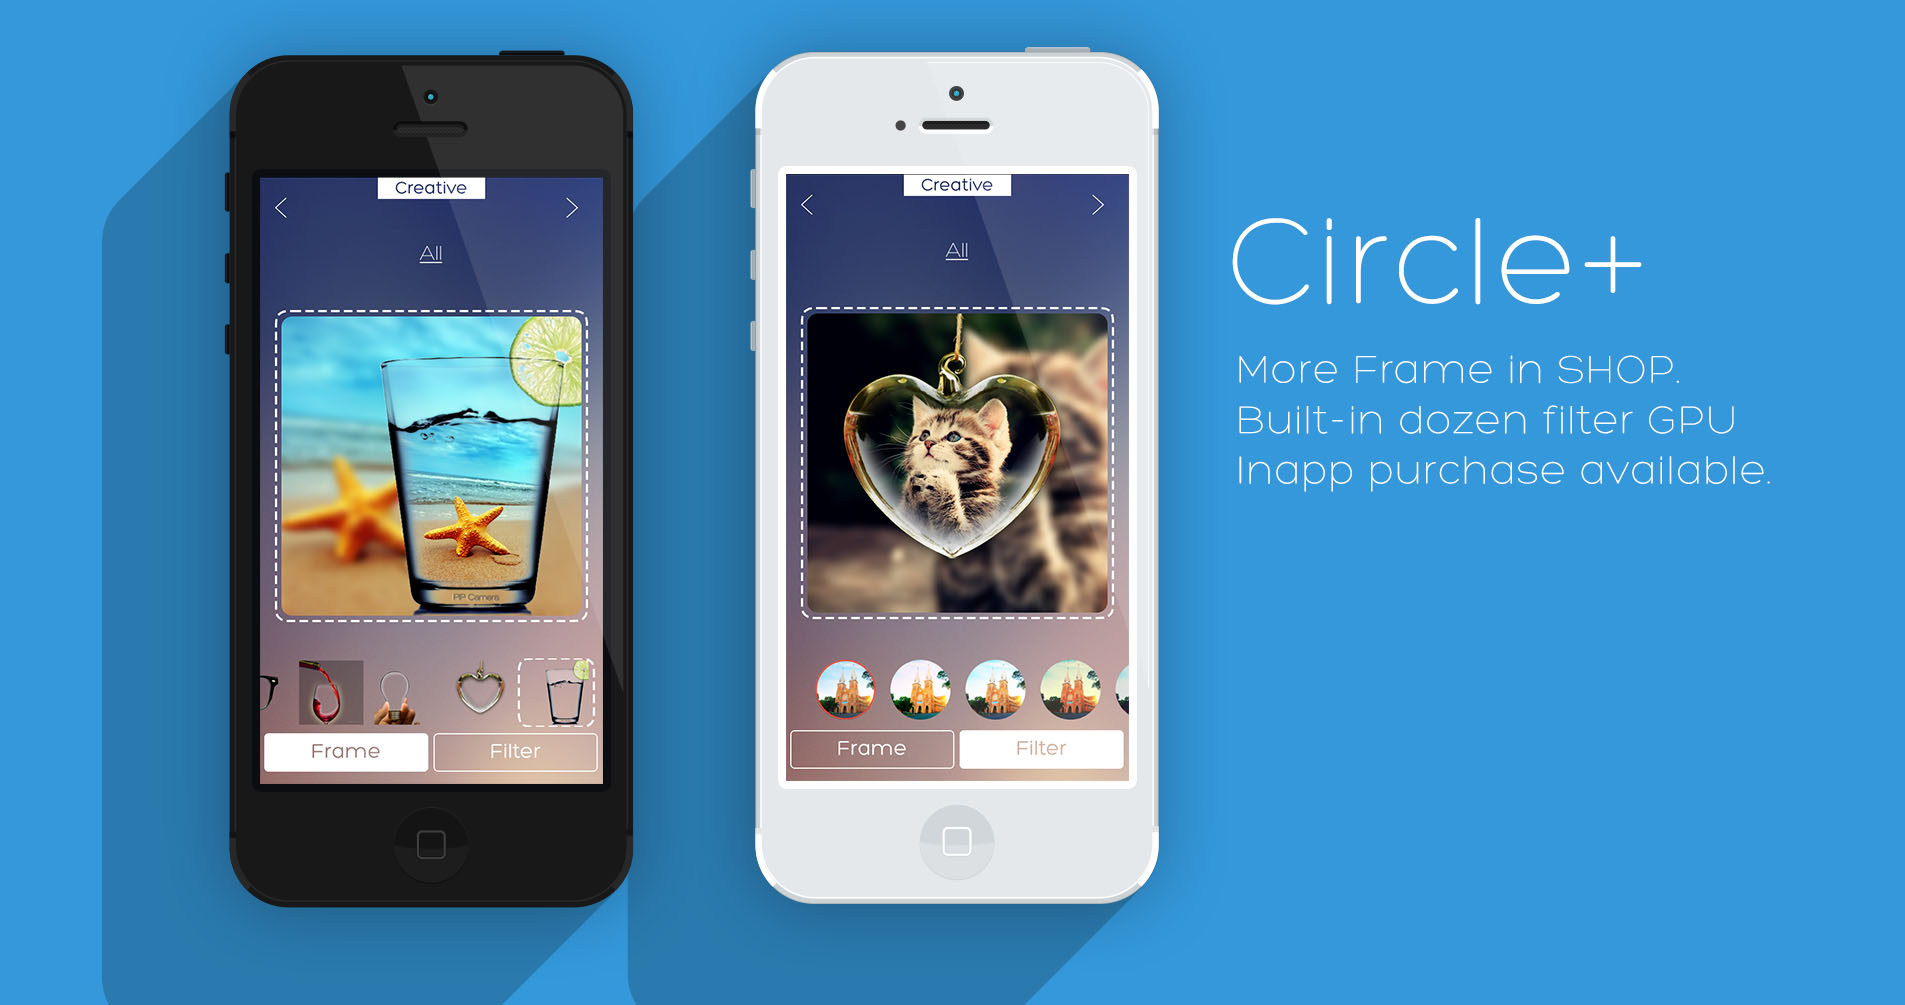 Creative
All
PIP Camera
Frame
Filter
Creative
All
Frame
Filter
Circle+
More Frame in SHOP.
Built-in dozen filter GPU
Inapp purchase available.